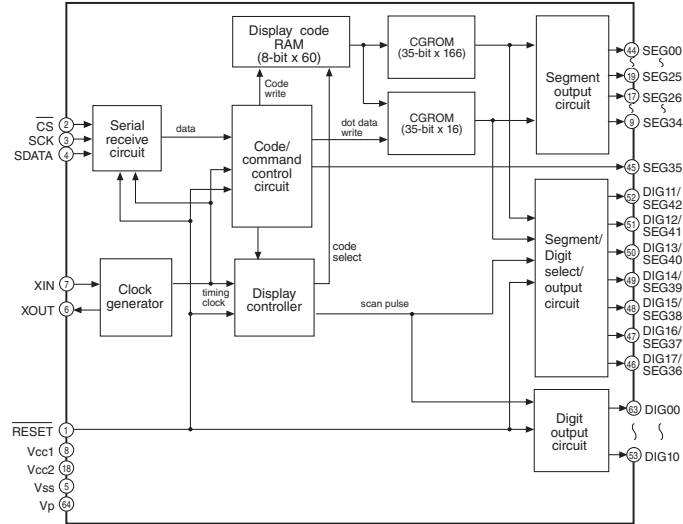 Display code
RAM
(8-bit x 60)
CGROM
(35-bit x 166)
Segment
output
circuit
44 SEG00
19 SEG25
17 SEG26
9 SEG34
Code
write
CGROM
(35-bit x 16)
CS 2
SCK 3
SDATA 4
Serial
receive
circuit
data
Code/
command
control
circuit
dot data
write
45 SEG35
52 DIG11/
SEG42
51 DIG12/
SEG41
50 DIG13/
SEG40
49 DIG14/
SEG39
48 DIG15/
SEG38
47 DIG16/
SEG37
46 DIG17/
SEG36
Segment/
Digit
select/
output
circuit
code
select
XIN 7
XOUT 6
Clock
generator
timing
clock
Display
controller
scan pulse
RESET 1
Vcc1 8
Vcc2 18
Vss 5
Vp 64
Digit
output
circuit
63 DIG00
53 DIG10